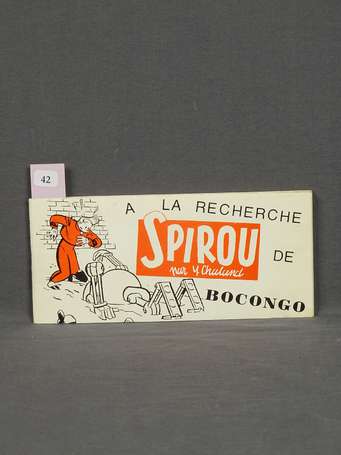 42
A LA RECHERCHE
SPIROU
par Y. Chaland
DE
BOCONGO